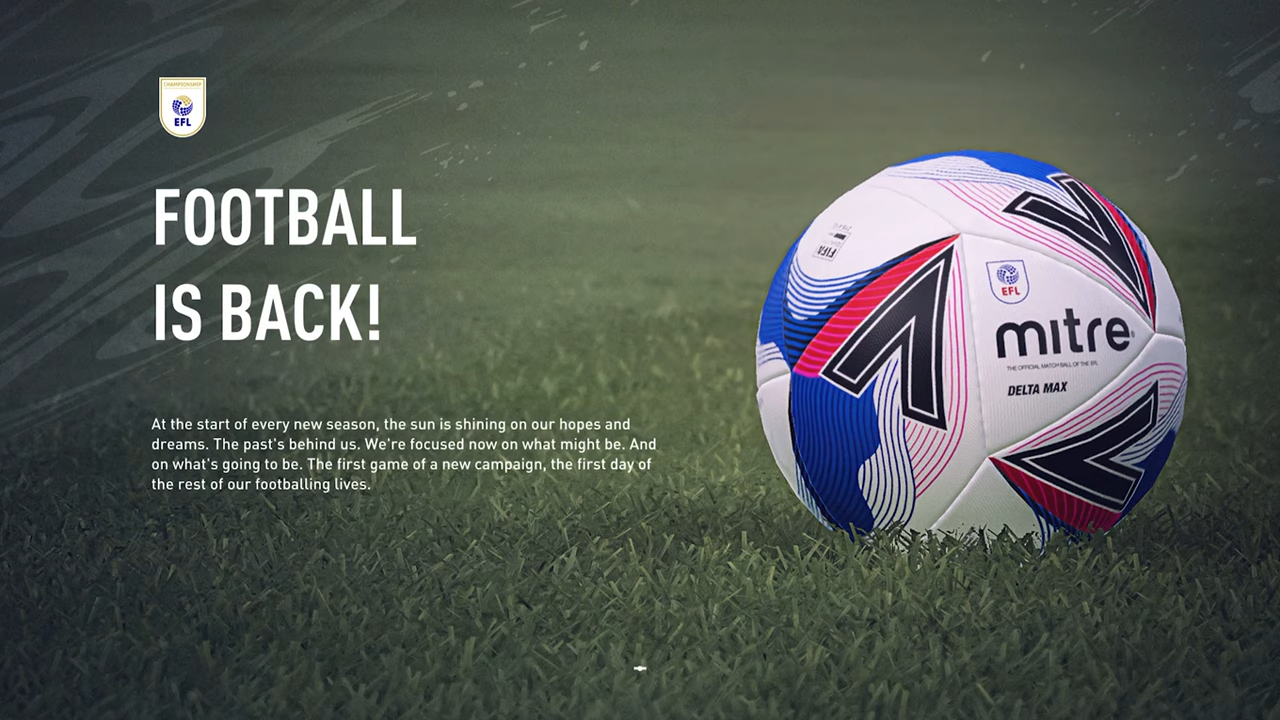 CHAMPIONSHIP
EFL
FOOTBALL
IS BACK!
At the start of every new season, the sun is shining on our hopes and
dreams. The past's behind us. We're focused now on what might be. And
on what's going to be. The first game of a new campaign, the first day of
the rest of our footballing lives.
FIFA
EFL
mitre
THE OFFICIAL MATCH BALL OF THE EFL
DELTA MAX